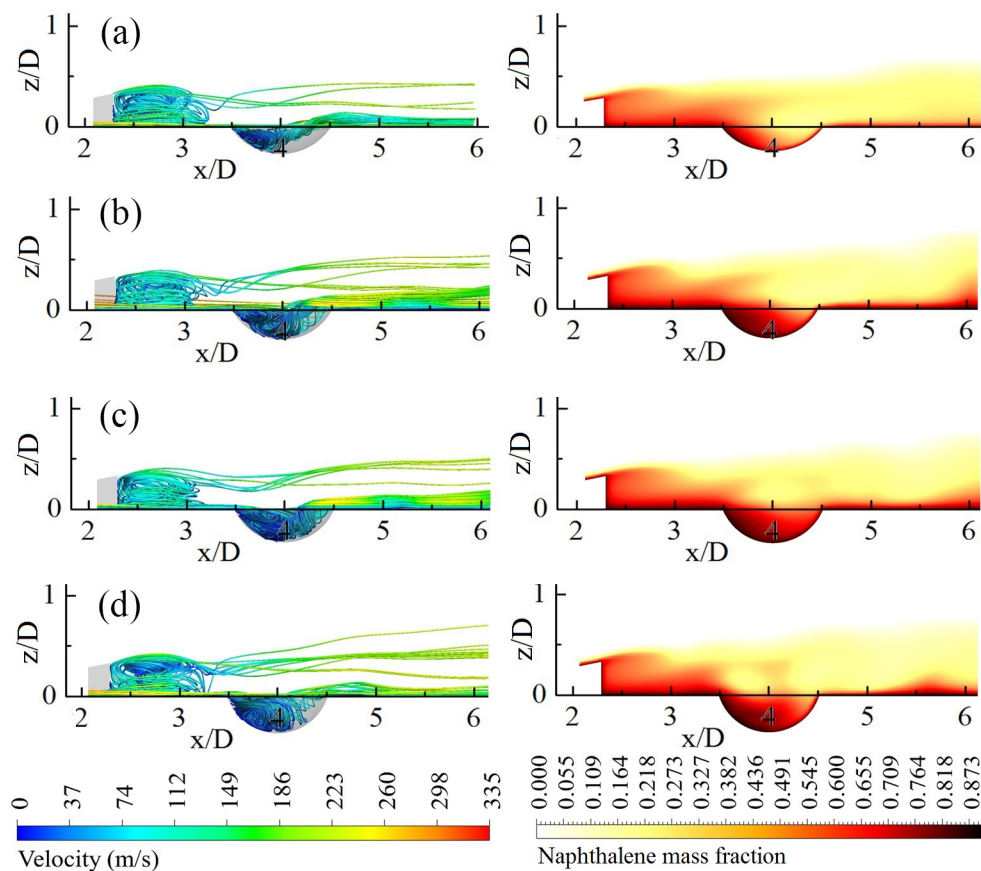 (a)
1
z/D
0
2 3 4 5 6
x/D
1
z/D
0
2 3 4 5 6
x/D
(b)
1
z/D
0
2 3 4 5 6
x/D
1
z/D
0
2 3 4 5 6
x/D
(c)
1
z/D
0
2 3 4 5 6
x/D
1
z/D
0
2 3 4 5 6
x/D
(d)
1
z/D
0
2 3 4 5 6
x/D
1
z/D
0
2 3 4 5 6
x/D
0 37 74 112 149 186 223 260 298 335
Velocity (m/s)
0.000 0.055 0.109 0.164 0.218 0.273 0.327 0.382 0.436 0.491 0.545 0.600 0.655 0.709 0.764 0.818 0.873
Naphthalene mass fraction